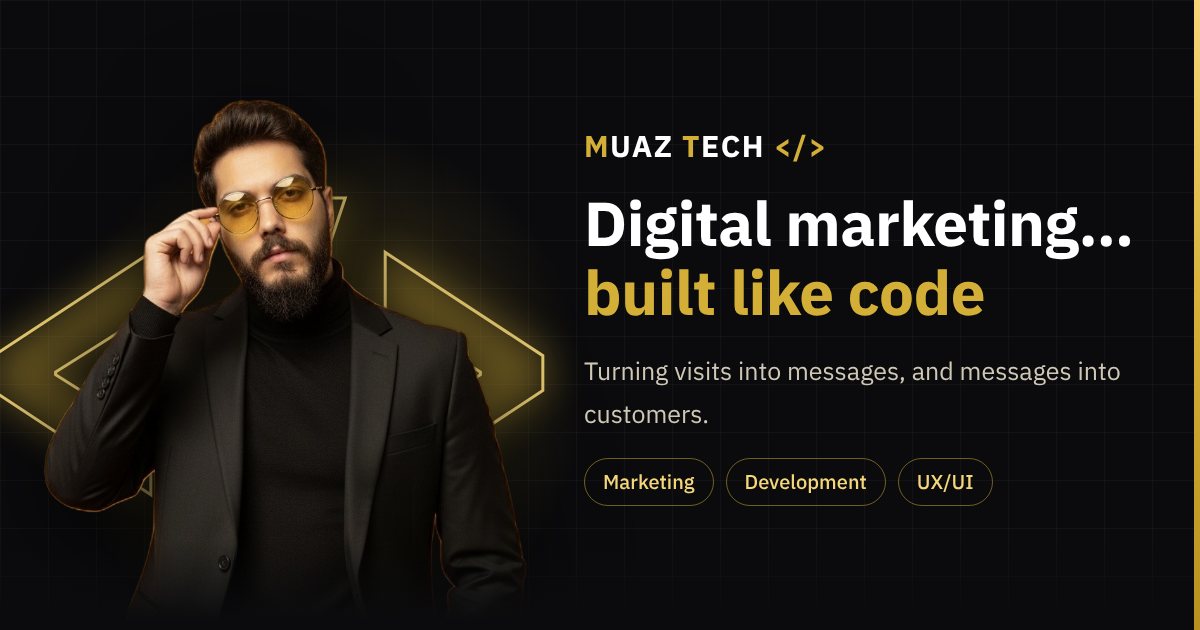 MUAZ TECH </>
Digital marketing...
built like code
Turning visits into messages, and messages into
customers.
Marketing
Development
UX/UI